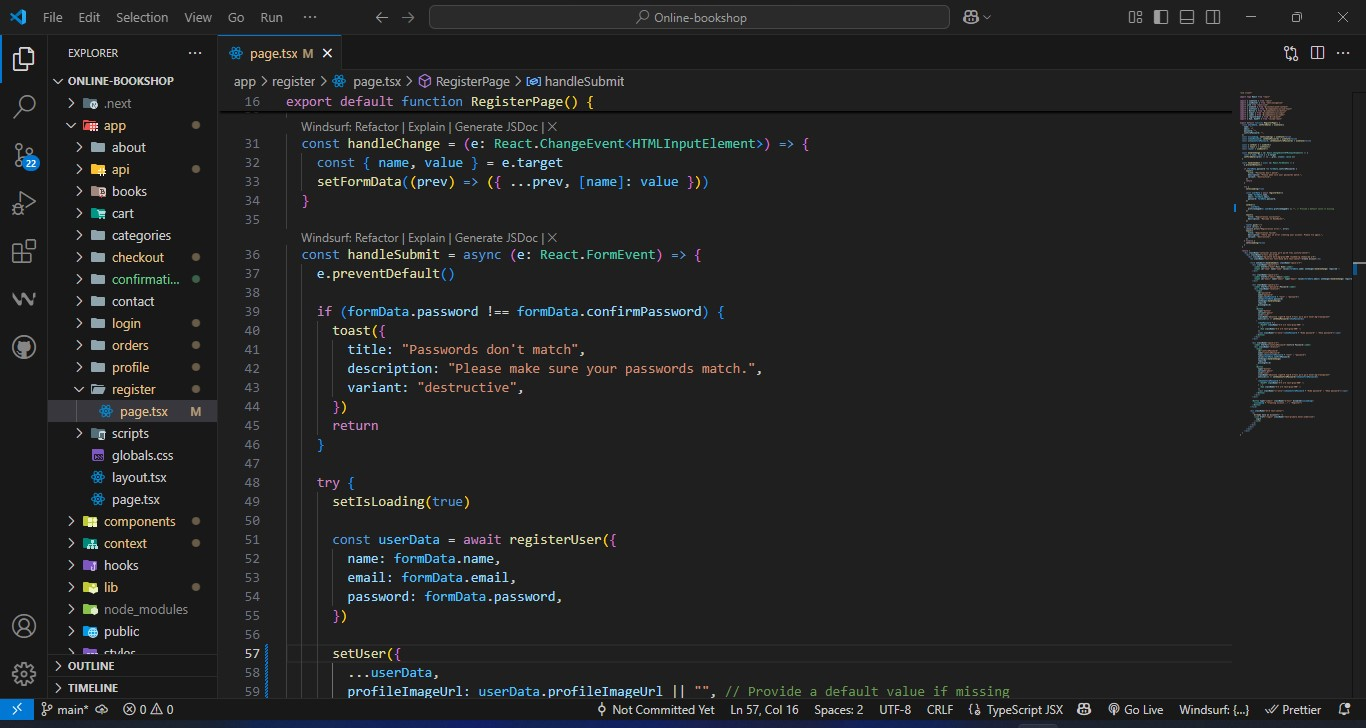 File Edit Selection View Go Run ··· Online-bookshop
EXPLORER ···
ONLINE-BOOKSHOP
.next
app
about
api
books
cart
categories
checkout
confirmati...
contact
login
orders
profile
register
page.tsx M
scripts
globals.css
layout.tsx
page.tsx
components
context
hooks
lib
node_modules
public
OUTLINE
TIMELINE
22
page.tsx M
app > register > page.tsx > RegisterPage > handleSubmit
16 export default function RegisterPage() {
Windsurf: Refactor | Explain | Generate JSDoc | X
31 const handleChange = (e: React.ChangeEvent<HTMLInputElement>) => {
32 const { name, value } = e.target
33 setFormData((prev) => ({ ...prev, [name]: value }))
34 }
35
Windsurf: Refactor | Explain | Generate JSDoc | X
36 const handleSubmit = async (e: React.FormEvent) => {
37 e.preventDefault()
38
39 if (formData.password !== formData.confirmPassword) {
40 toast({
41 title: "Passwords don't match",
42 description: "Please make sure your passwords match.",
43 variant: "destructive",
44 })
45 return
46 }
47
48 try {
49 setIsLoading(true)
50
51 const userData = await registerUser({
52 name: formData.name,
53 email: formData.email,
54 password: formData.password,
55 })
56
57 setUser({
58 ...userData,
59 profileImageUrl: userData.profileImageUrl || "", // Provide a default value if missing
main* 0 0 Not Committed Yet Ln 57, Col 16 Spaces: 2 UTF-8 CRLF {} TypeScript JSX Go Live Windsurf: {...} Prettier